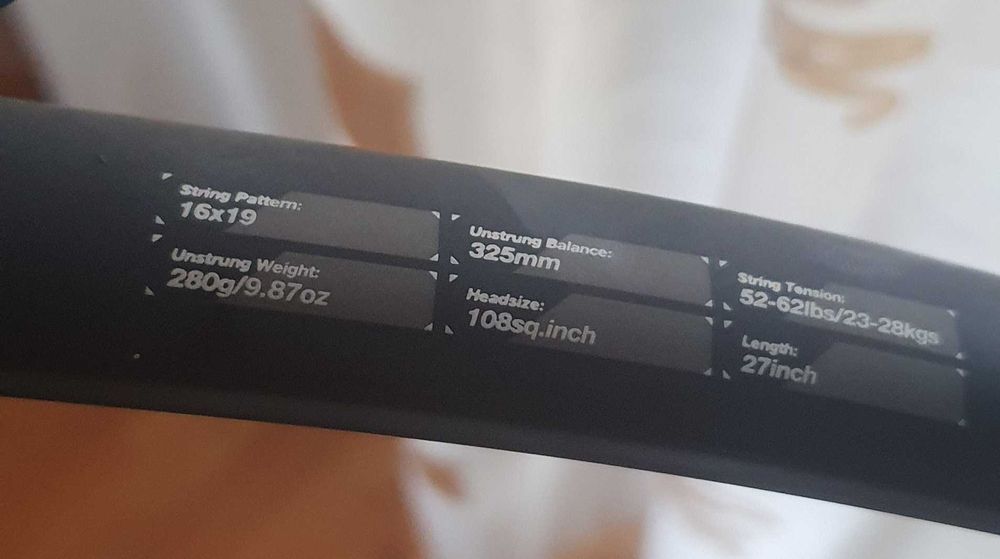 String Pattern:
16x19
Unstrung Weight:
280g/9.87oz
Unstrung Balance:
325mm
Headsize:
108sq.inch
String Tension:
52-62lbs/23-28kgs
Length:
27inch